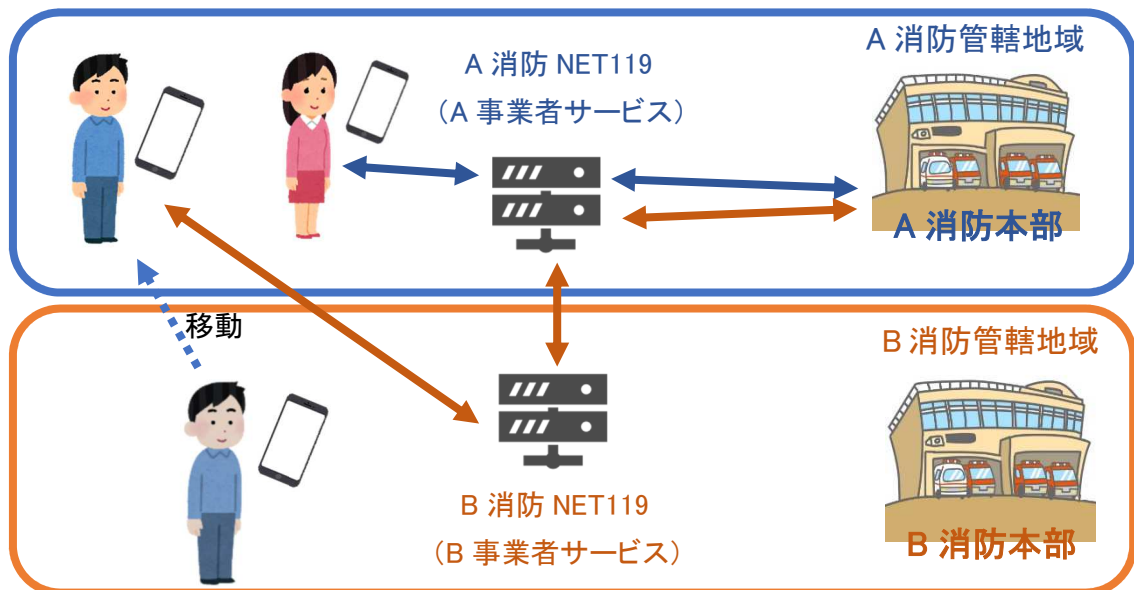 A 消防 NET119
（A 事業者サービス）
A 消防管轄地域
A 消防本部
移動
B 消防管轄地域
B 消防 NET119
（B 事業者サービス）
B 消防本部